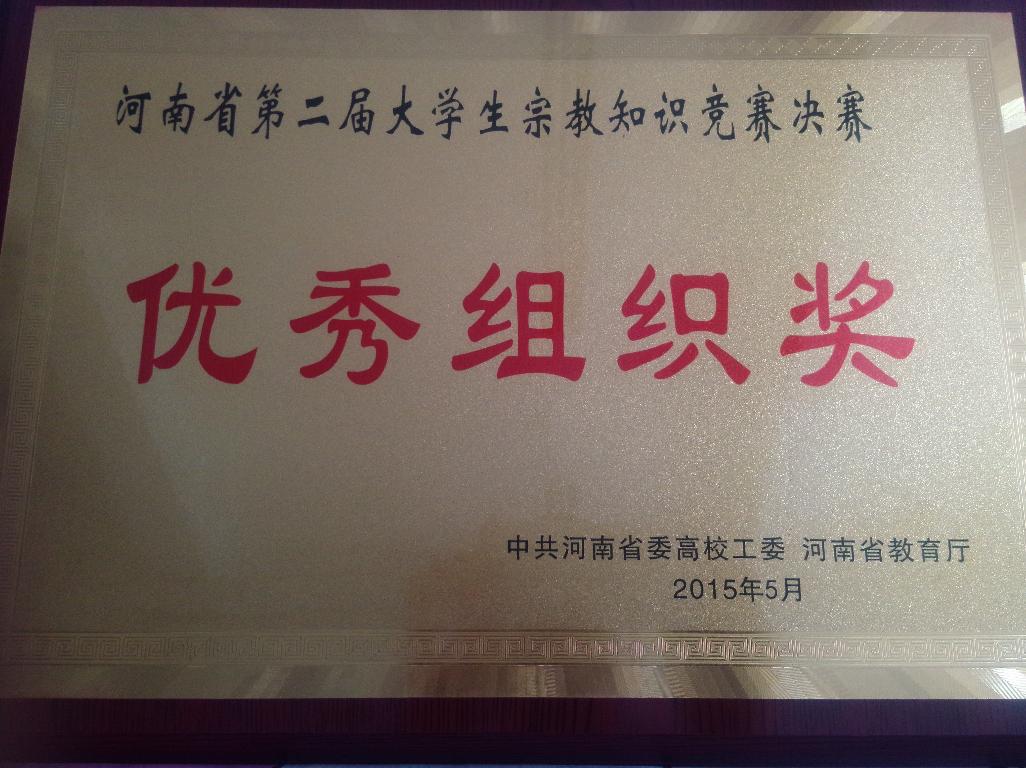 河南省第二届大学生宗教知识竞赛决赛
优秀组织奖
中共河南省委高校工委 河南省教育厅
2015年5月